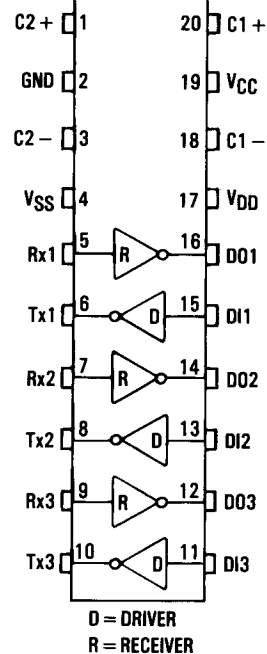 C2+ 1 20 C1+
GND 2 19 VCC
C2− 3 18 C1−
VSS 4 17 VDD
Rx1 5 R 16 DO1
Tx1 6 D 15 DI1
Rx2 7 R 14 DO2
Tx2 8 D 13 DI2
Rx3 9 R 12 DO3
Tx3 10 D 11 DI3
D = DRIVER
R = RECEIVER